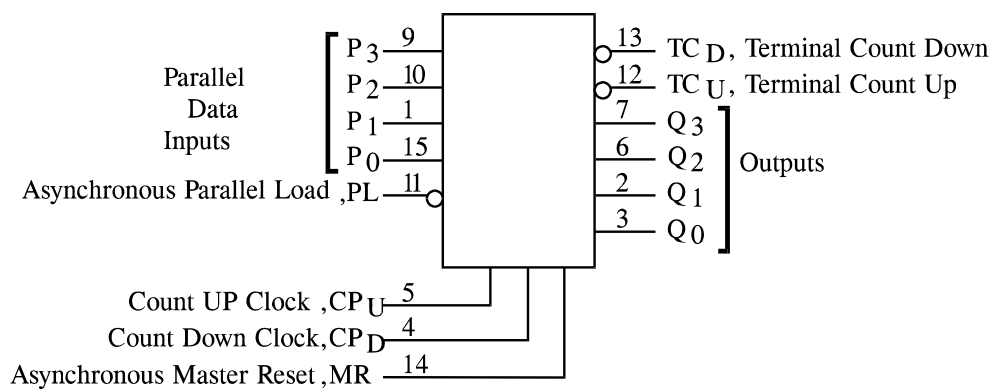 P3 9
P2 10
P1 1
P0 15
Parallel
Data
Inputs
Asynchronous Parallel Load ,PL 11
13 TC D, Terminal Count Down
12 TC U, Terminal Count Up
7 Q3
6 Q2
2 Q1
3 Q0
Outputs
Count UP Clock ,CPU 5
Count Down Clock,CPD 4
Asynchronous Master Reset ,MR 14